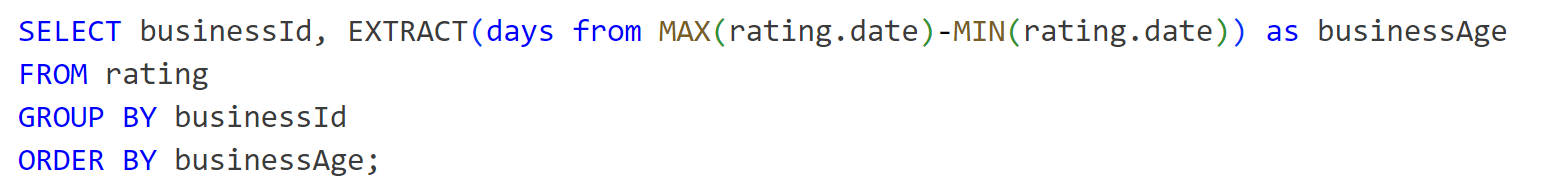 SELECT businessId, EXTRACT(days from MAX(rating.date)-MIN(rating.date)) as businessAge
FROM rating
GROUP BY businessId
ORDER BY businessAge;